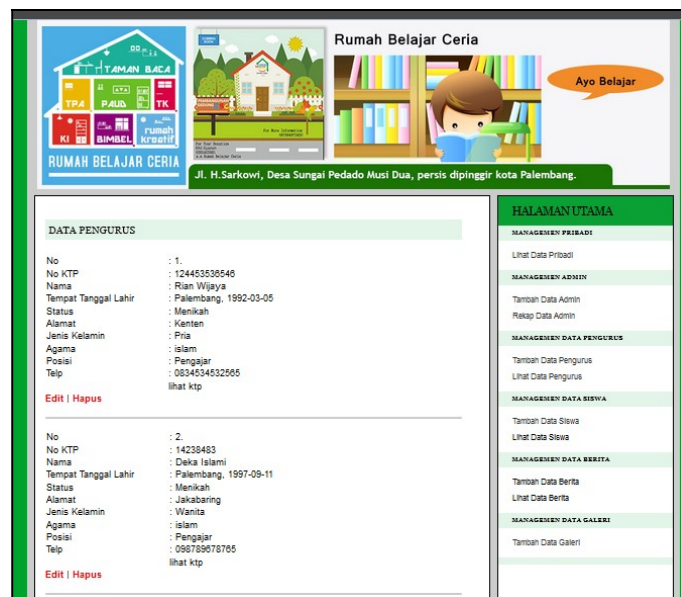 TAMAN BACA
TPA
PAUD
TK
KI
BIMBEL
rumah
kreatif
RUMAH BELAJAR CERIA
For More Information
For Your Donation
Rumah Belajar Ceria
Ayo Belajar
Jl. H.Sarkowi, Desa Sungai Pedado Musi Dua, persis dipinggir kota Palembang.
DATA PENGURUS
No : 1.
No KTP : 124453536546
Nama : Rian Wijaya
Tempat Tanggal Lahir : Palembang, 1992-03-05
Status : Menikah
Alamat : Kenten
Jenis Kelamin : Pria
Agama : islam
Posisi : Pengajar
Telp : 0834534532565
lihat ktp
Edit | Hapus
No : 2.
No KTP : 14238483
Nama : Deka Islami
Tempat Tanggal Lahir : Palembang, 1997-09-11
Status : Menikah
Alamat : Jakabaring
Jenis Kelamin : Wanita
Agama : islam
Posisi : Pengajar
Telp : 098789678765
lihat ktp
Edit | Hapus
HALAMAN UTAMA
MANAGEMEN PRIBADI
Lihat Data Pribadi
MANAGEMEN ADMIN
Tambah Data Admin
Rekap Data Admin
MANAGEMEN DATA PENGURUS
Tambah Data Pengurus
Lihat Data Pengurus
MANAGEMEN DATA SISWA
Tambah Data Siswa
Lihat Data Siswa
MANAGEMEN DATA BERITA
Tambah Data Berita
Lihat Data Berita
MANAGEMEN DATA GALERI
Tambah Data Galeri